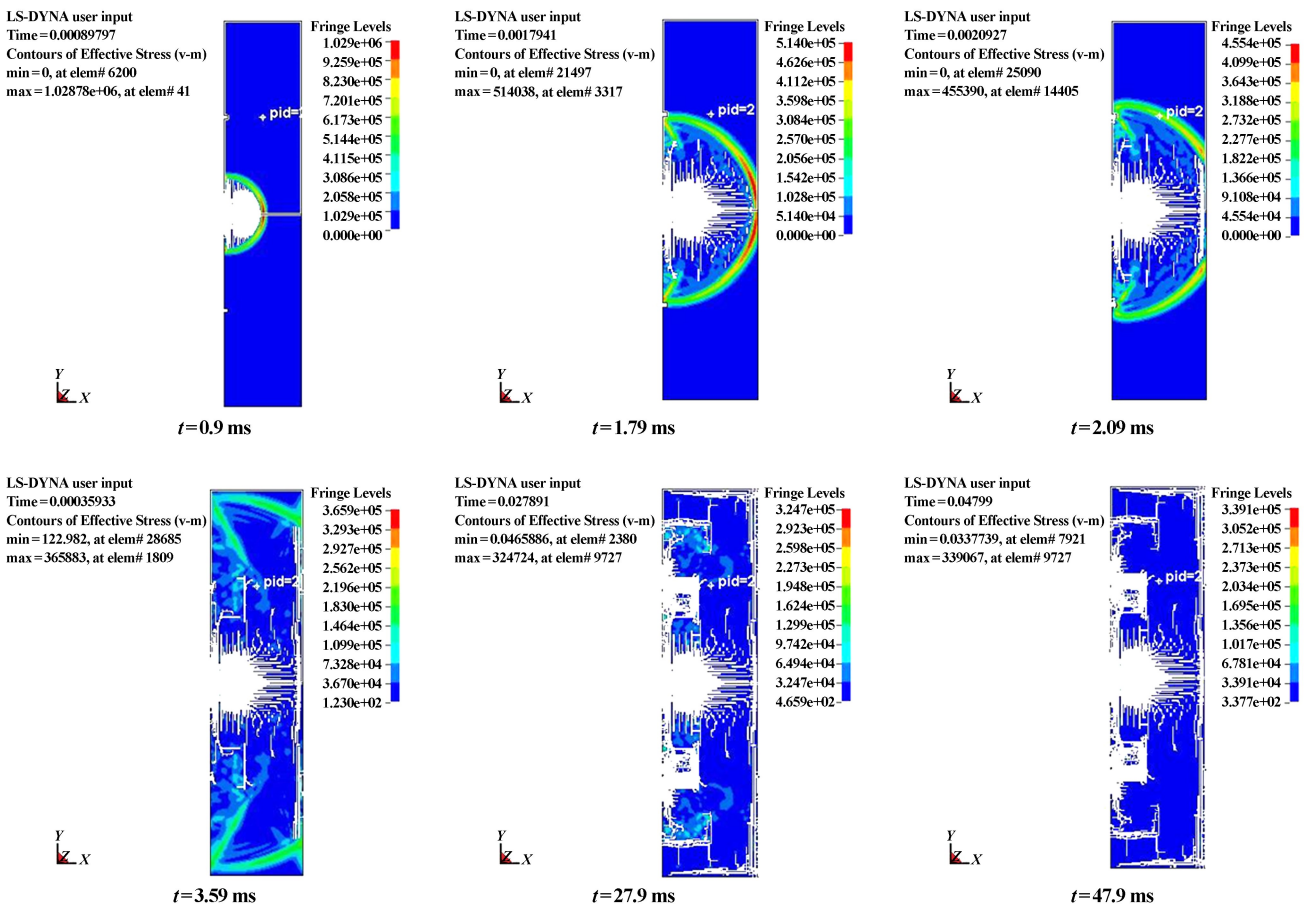 LS-DYNA user input
Time=0.00089797
Contours of Effective Stress (v-m)
min=0, at elem# 6200
max=1.02878e+06, at elem# 41
Fringe Levels
1.029e+06
9.259e+05
8.230e+05
7.201e+05
6.173e+05
5.144e+05
4.115e+05
3.086e+05
2.058e+05
1.029e+05
0.000e+00
pid=2
Y
Z X
t=0.9 ms
LS-DYNA user input
Time=0.0017941
Contours of Effective Stress (v-m)
min=0, at elem# 21497
max=514038, at elem# 3317
Fringe Levels
5.140e+05
4.626e+05
4.112e+05
3.598e+05
3.084e+05
2.570e+05
2.056e+05
1.542e+05
1.028e+05
5.140e+04
0.000e+00
pid=2
Y
Z X
t=1.79 ms
LS-DYNA user input
Time=0.0020927
Contours of Effective Stress (v-m)
min=0, at elem# 25090
max=455390, at elem# 14405
Fringe Levels
4.554e+05
4.099e+05
3.643e+05
3.188e+05
2.732e+05
2.277e+05
1.822e+05
1.366e+05
9.108e+04
4.554e+04
0.000e+00
pid=2
Y
Z X
t=2.09 ms
LS-DYNA user input
Time=0.00035933
Contours of Effective Stress (v-m)
min=122.982, at elem# 28685
max=365883, at elem# 1809
Fringe Levels
3.659e+05
3.293e+05
2.927e+05
2.562e+05
2.196e+05
1.830e+05
1.464e+05
1.099e+05
7.328e+04
3.670e+04
1.230e+02
pid=2
Y
Z X
t=3.59 ms
LS-DYNA user input
Time=0.027891
Contours of Effective Stress (v-m)
min=0.0465886, at elem# 2380
max=324724, at elem# 9727
Fringe Levels
3.247e+05
2.923e+05
2.598e+05
2.273e+05
1.948e+05
1.624e+05
1.299e+05
9.742e+04
6.494e+04
3.247e+04
4.659e+02
pid=2
Y
Z X
t=27.9 ms
LS-DYNA user input
Time=0.04799
Contours of Effective Stress (v-m)
min=0.0337739, at elem# 7921
max=339067, at elem# 9727
Fringe Levels
3.391e+05
3.052e+05
2.713e+05
2.373e+05
2.034e+05
1.695e+05
1.356e+05
1.017e+05
6.781e+04
3.391e+04
3.377e+02
pid=2
Y
Z X
t=47.9 ms